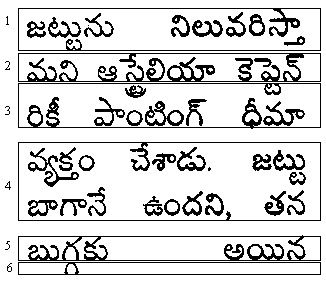 1 జట్టును నిలువరిస్తా
2 మని ఆస్ట్రేలియా కెప్టెన్
3 రికీ పాంటింగ్ ధీమా
వ్యక్తం చేశాడు. జట్టు
4
బాగానే ఉందని, తన
5 బుగ్గకు అయిన
6